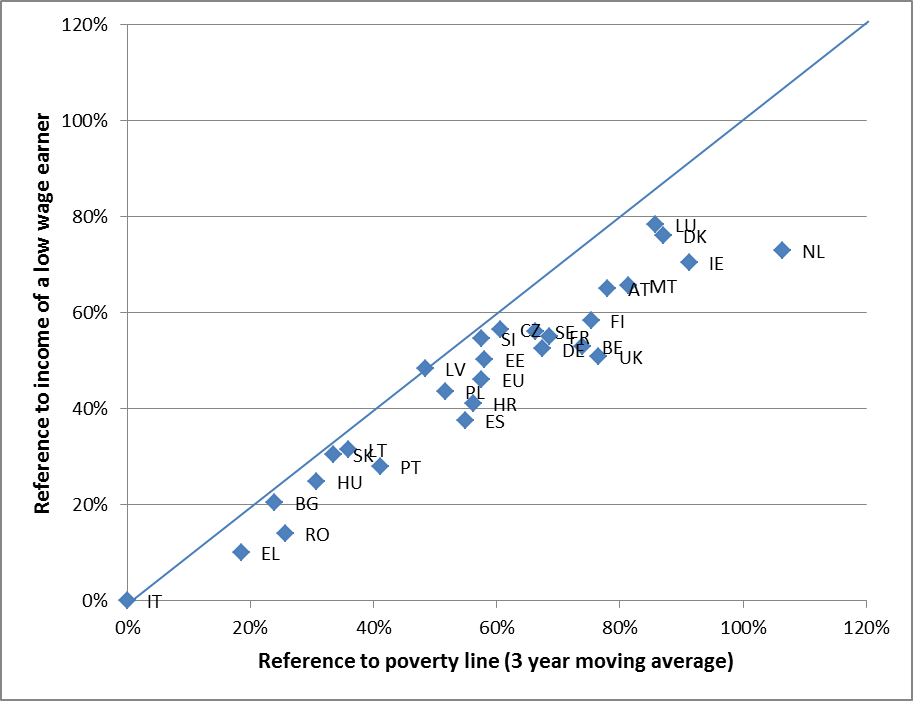 120%
100%
80%
60%
40%
20%
0%
Reference to income of a low wage earner
LU
DK
NL
IE
AT
MT
FI
CZ
SE
FR
SI
DE
BE
UK
EE
LV
EU
PL
HR
ES
LT
SK
PT
HU
BG
RO
EL
IT
0%
20%
40%
60%
80%
100%
120%
Reference to poverty line (3 year moving average)